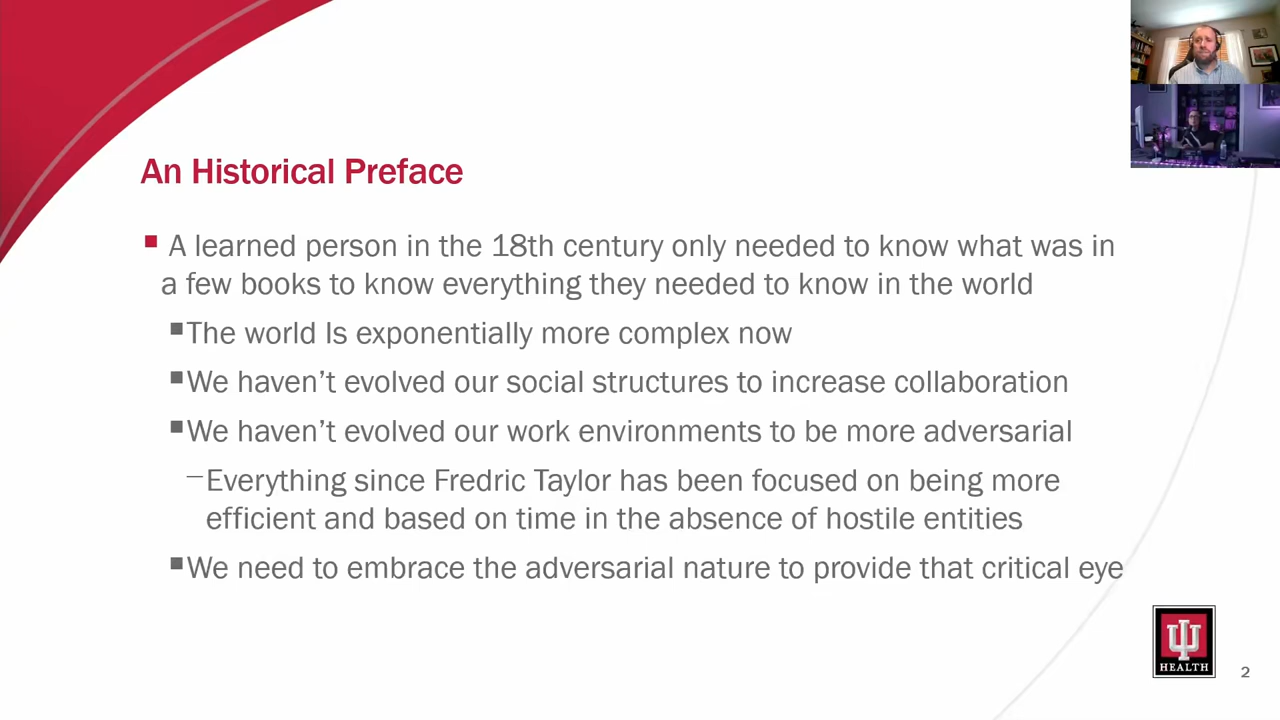 An Historical Preface
A learned person in the 18th century only needed to know what was in
a few books to know everything they needed to know in the world
The world Is exponentially more complex now
We haven’t evolved our social structures to increase collaboration
We haven’t evolved our work environments to be more adversarial
Everything since Fredric Taylor has been focused on being more
efficient and based on time in the absence of hostile entities
We need to embrace the adversarial nature to provide that critical eye
HEALTH
2